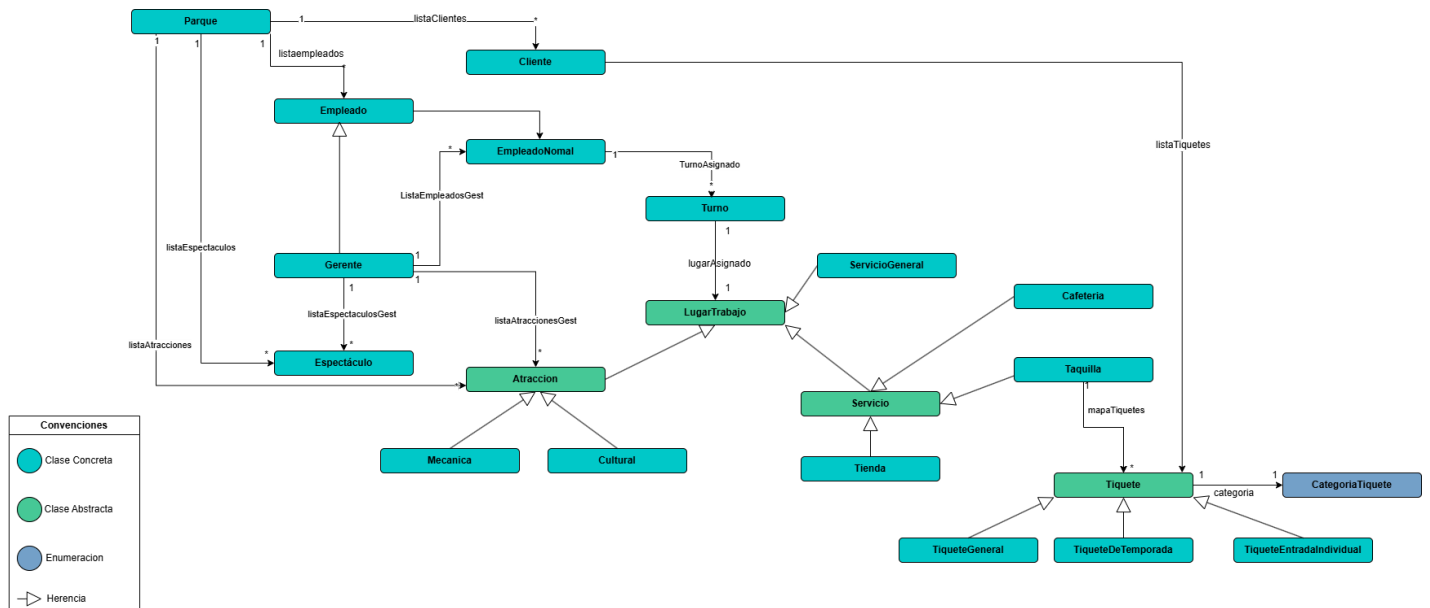 Parque
1
listaClientes
*
1
1
1
listaempleados
Cliente
*
Empleado
listaTiquetes
*
EmpleadoNomal
1
TurnoAsignado
*
ListaEmpleadosGest
Turno
1
listaEspectaculos
Gerente
1
1
1
lugarAsignado
ServicioGeneral
1
Cafeteria
LugarTrabajo
listaEspectaculosGest
listaAtraccionesGest
listaAtracciones
*
*
*
Espectáculo
Taquilla
Atraccion
*
1
Servicio
mapaTiquetes
Convenciones
Clase Concreta
Mecanica
Cultural
Tienda
*
1
1
Tiquete
categoria
CategoriaTiquete
Clase Abstracta
TiqueteGeneral
TiqueteDeTemporada
TiqueteEntradaIndividual
Enumeracion
Herencia